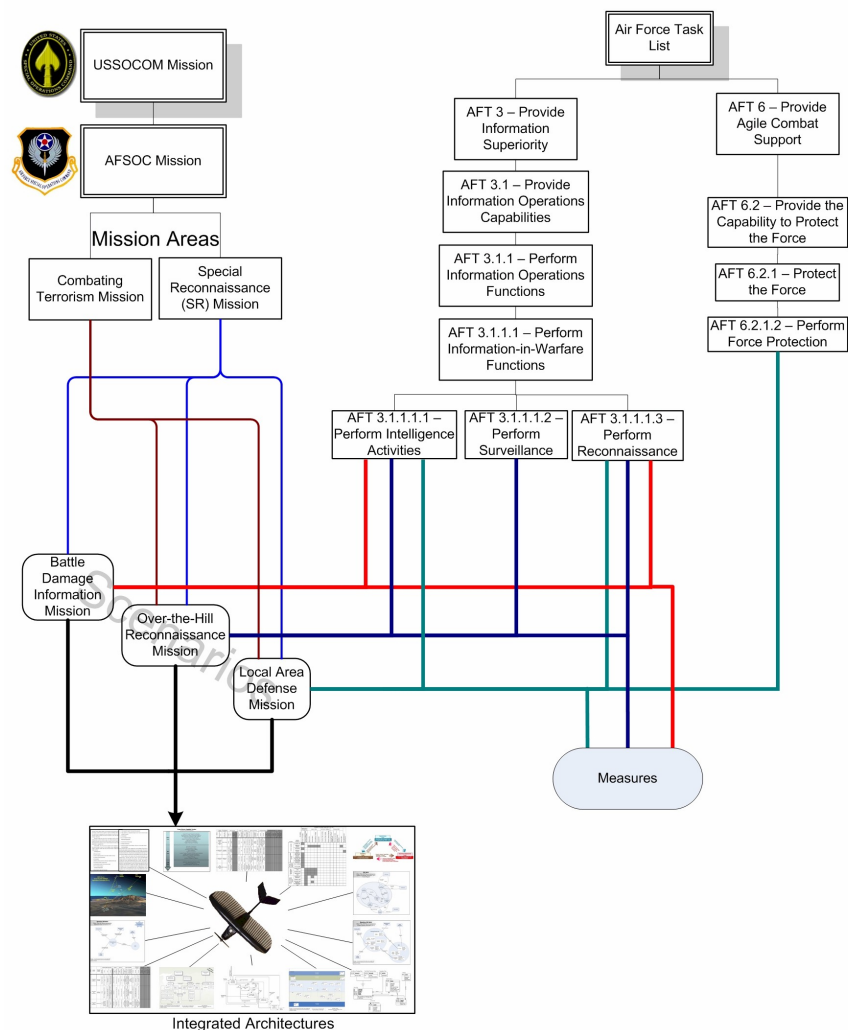 USSOCOM Mission
AFSOC Mission
Mission Areas
Combating
Terrorism Mission
Special
Reconnaissance
(SR) Mission
Air Force Task
List
AFT 3 – Provide
Information
Superiority
AFT 6 – Provide
Agile Combat
Support
AFT 3.1 – Provide
Information Operations
Capabilities
AFT 6.2 – Provide the
Capability to Protect
the Force
AFT 3.1.1 – Perform
Information Operations
Functions
AFT 6.2.1 – Protect
the Force
AFT 3.1.1.1 – Perform
Information-in-Warfare
Functions
AFT 6.2.1.2 – Perform
Force Protection
AFT 3.1.1.1.1 –
Perform Intelligence
Activities
AFT 3.1.1.1.2 –
Perform
Surveillance
AFT 3.1.1.1.3 –
Perform
Reconnaissance
Scenarios
Battle
Damage
Information
Mission
Over-the-Hill
Reconnaissance
Mission
Local Area
Defense
Mission
Measures
Integrated Architectures